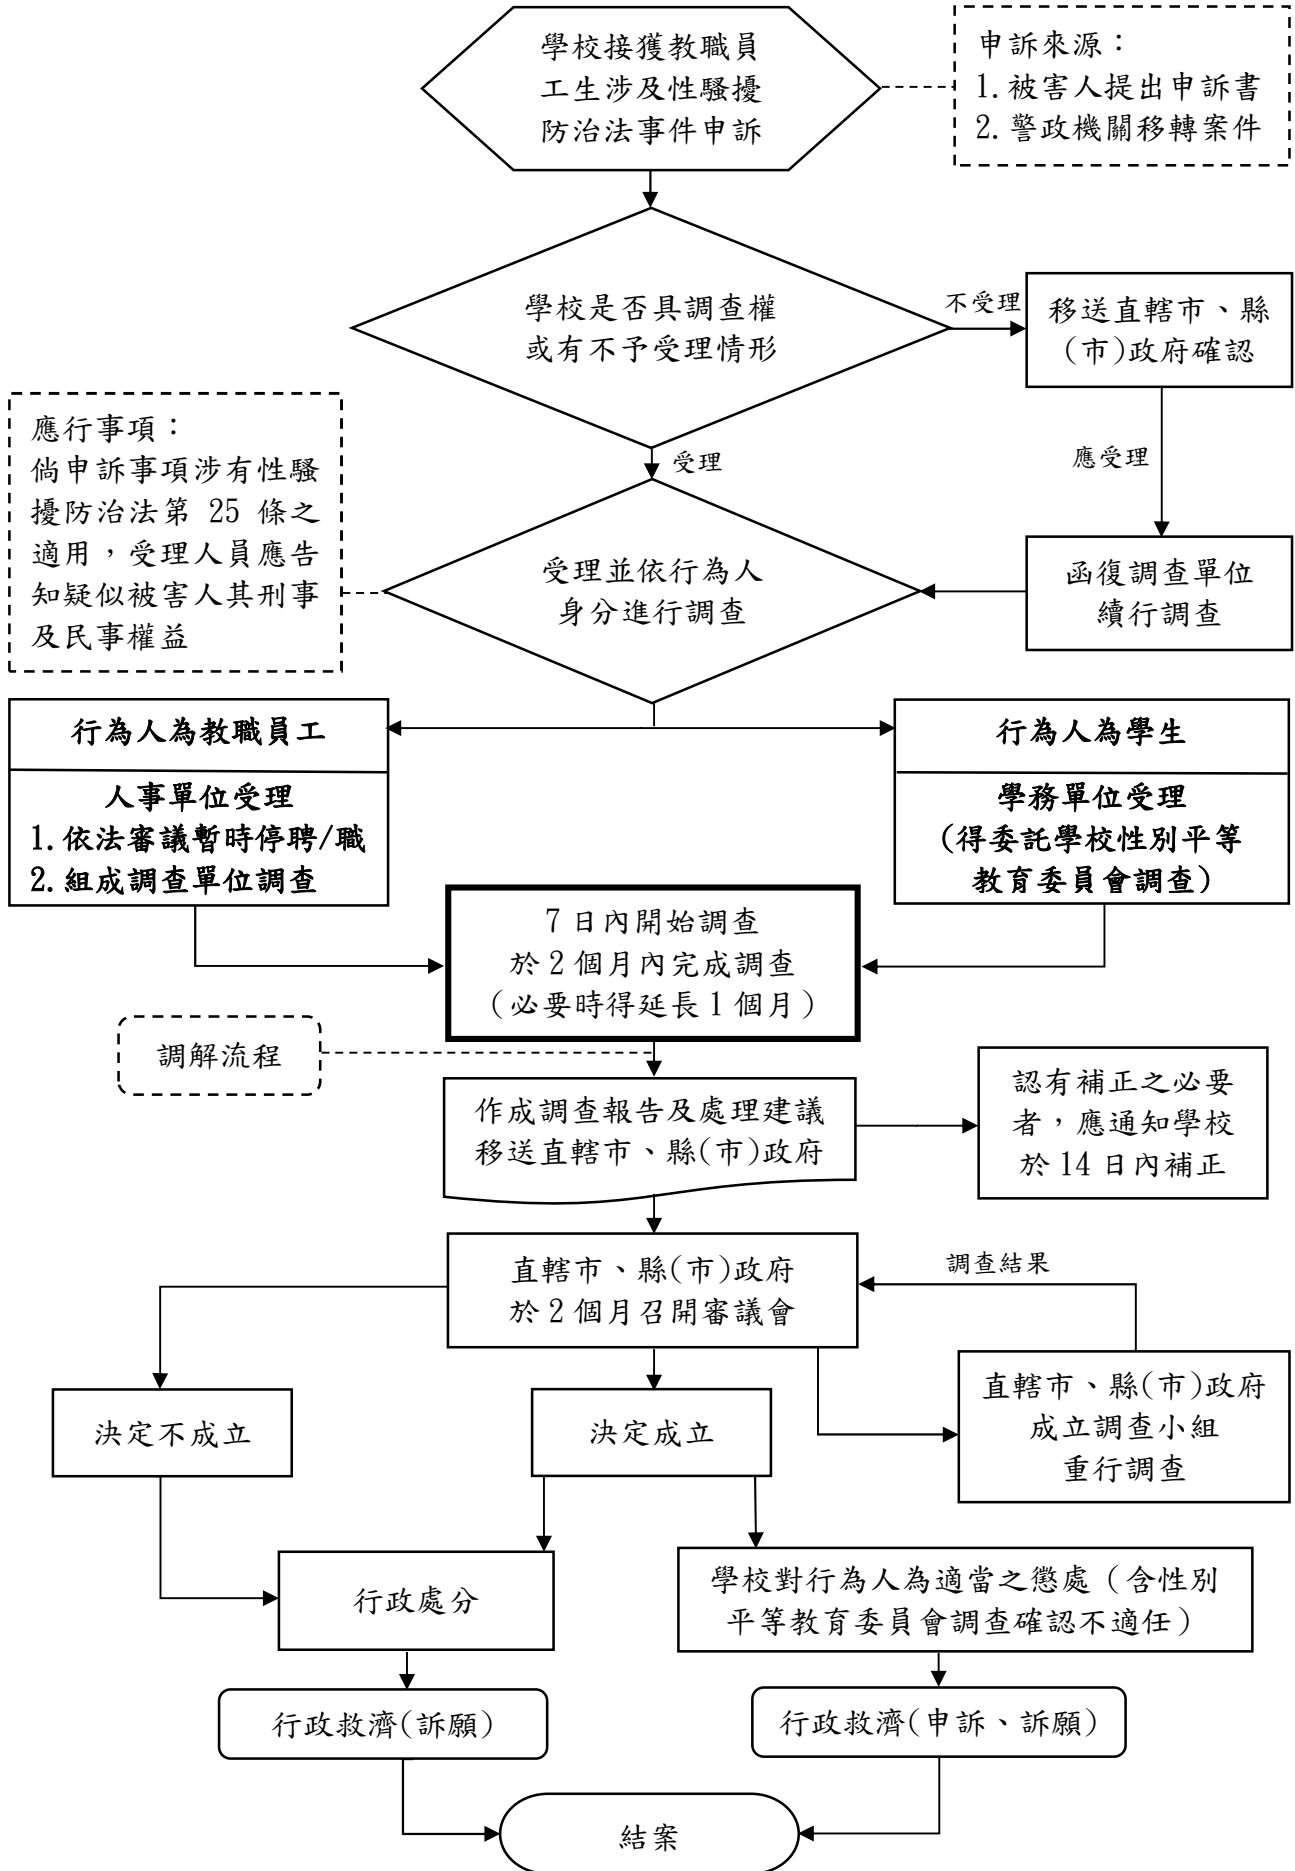 學校接獲教職員
工生涉及性騷擾
防治法事件申訴
申訴來源：
1.被害人提出申訴書
2.警政機關移轉案件
學校是否具調查權
或有不予受理情形
不受理
移送直轄市、縣
(市)政府確認
受理
應受理
應行事項：
倘申訴事項涉有性騷
擾防治法第 25 條之
適用，受理人員應告
知疑似被害人其刑事
及民事權益
受理並依行為人
身分進行調查
函復調查單位
續行調查
行為人為教職員工
人事單位受理
1.依法審議暫時停聘/職
2.組成調查單位調查
行為人為學生
學務單位受理
(得委託學校性別平等
教育委員會調查)
7 日內開始調查
於 2 個月內完成調查
（必要時得延長 1 個月）
調解流程
作成調查報告及處理建議
移送直轄市、縣(市)政府
認有補正之必要
者，應通知學校
於 14 日內補正
直轄市、縣(市)政府
於 2 個月召開審議會
調查結果
直轄市、縣(市)政府
成立調查小組
重行調查
決定不成立
決定成立
行政處分
學校對行為人為適當之懲處（含性別
平等教育委員會調查確認不適任）
行政救濟(訴願)
行政救濟(申訴、訴願)
結案